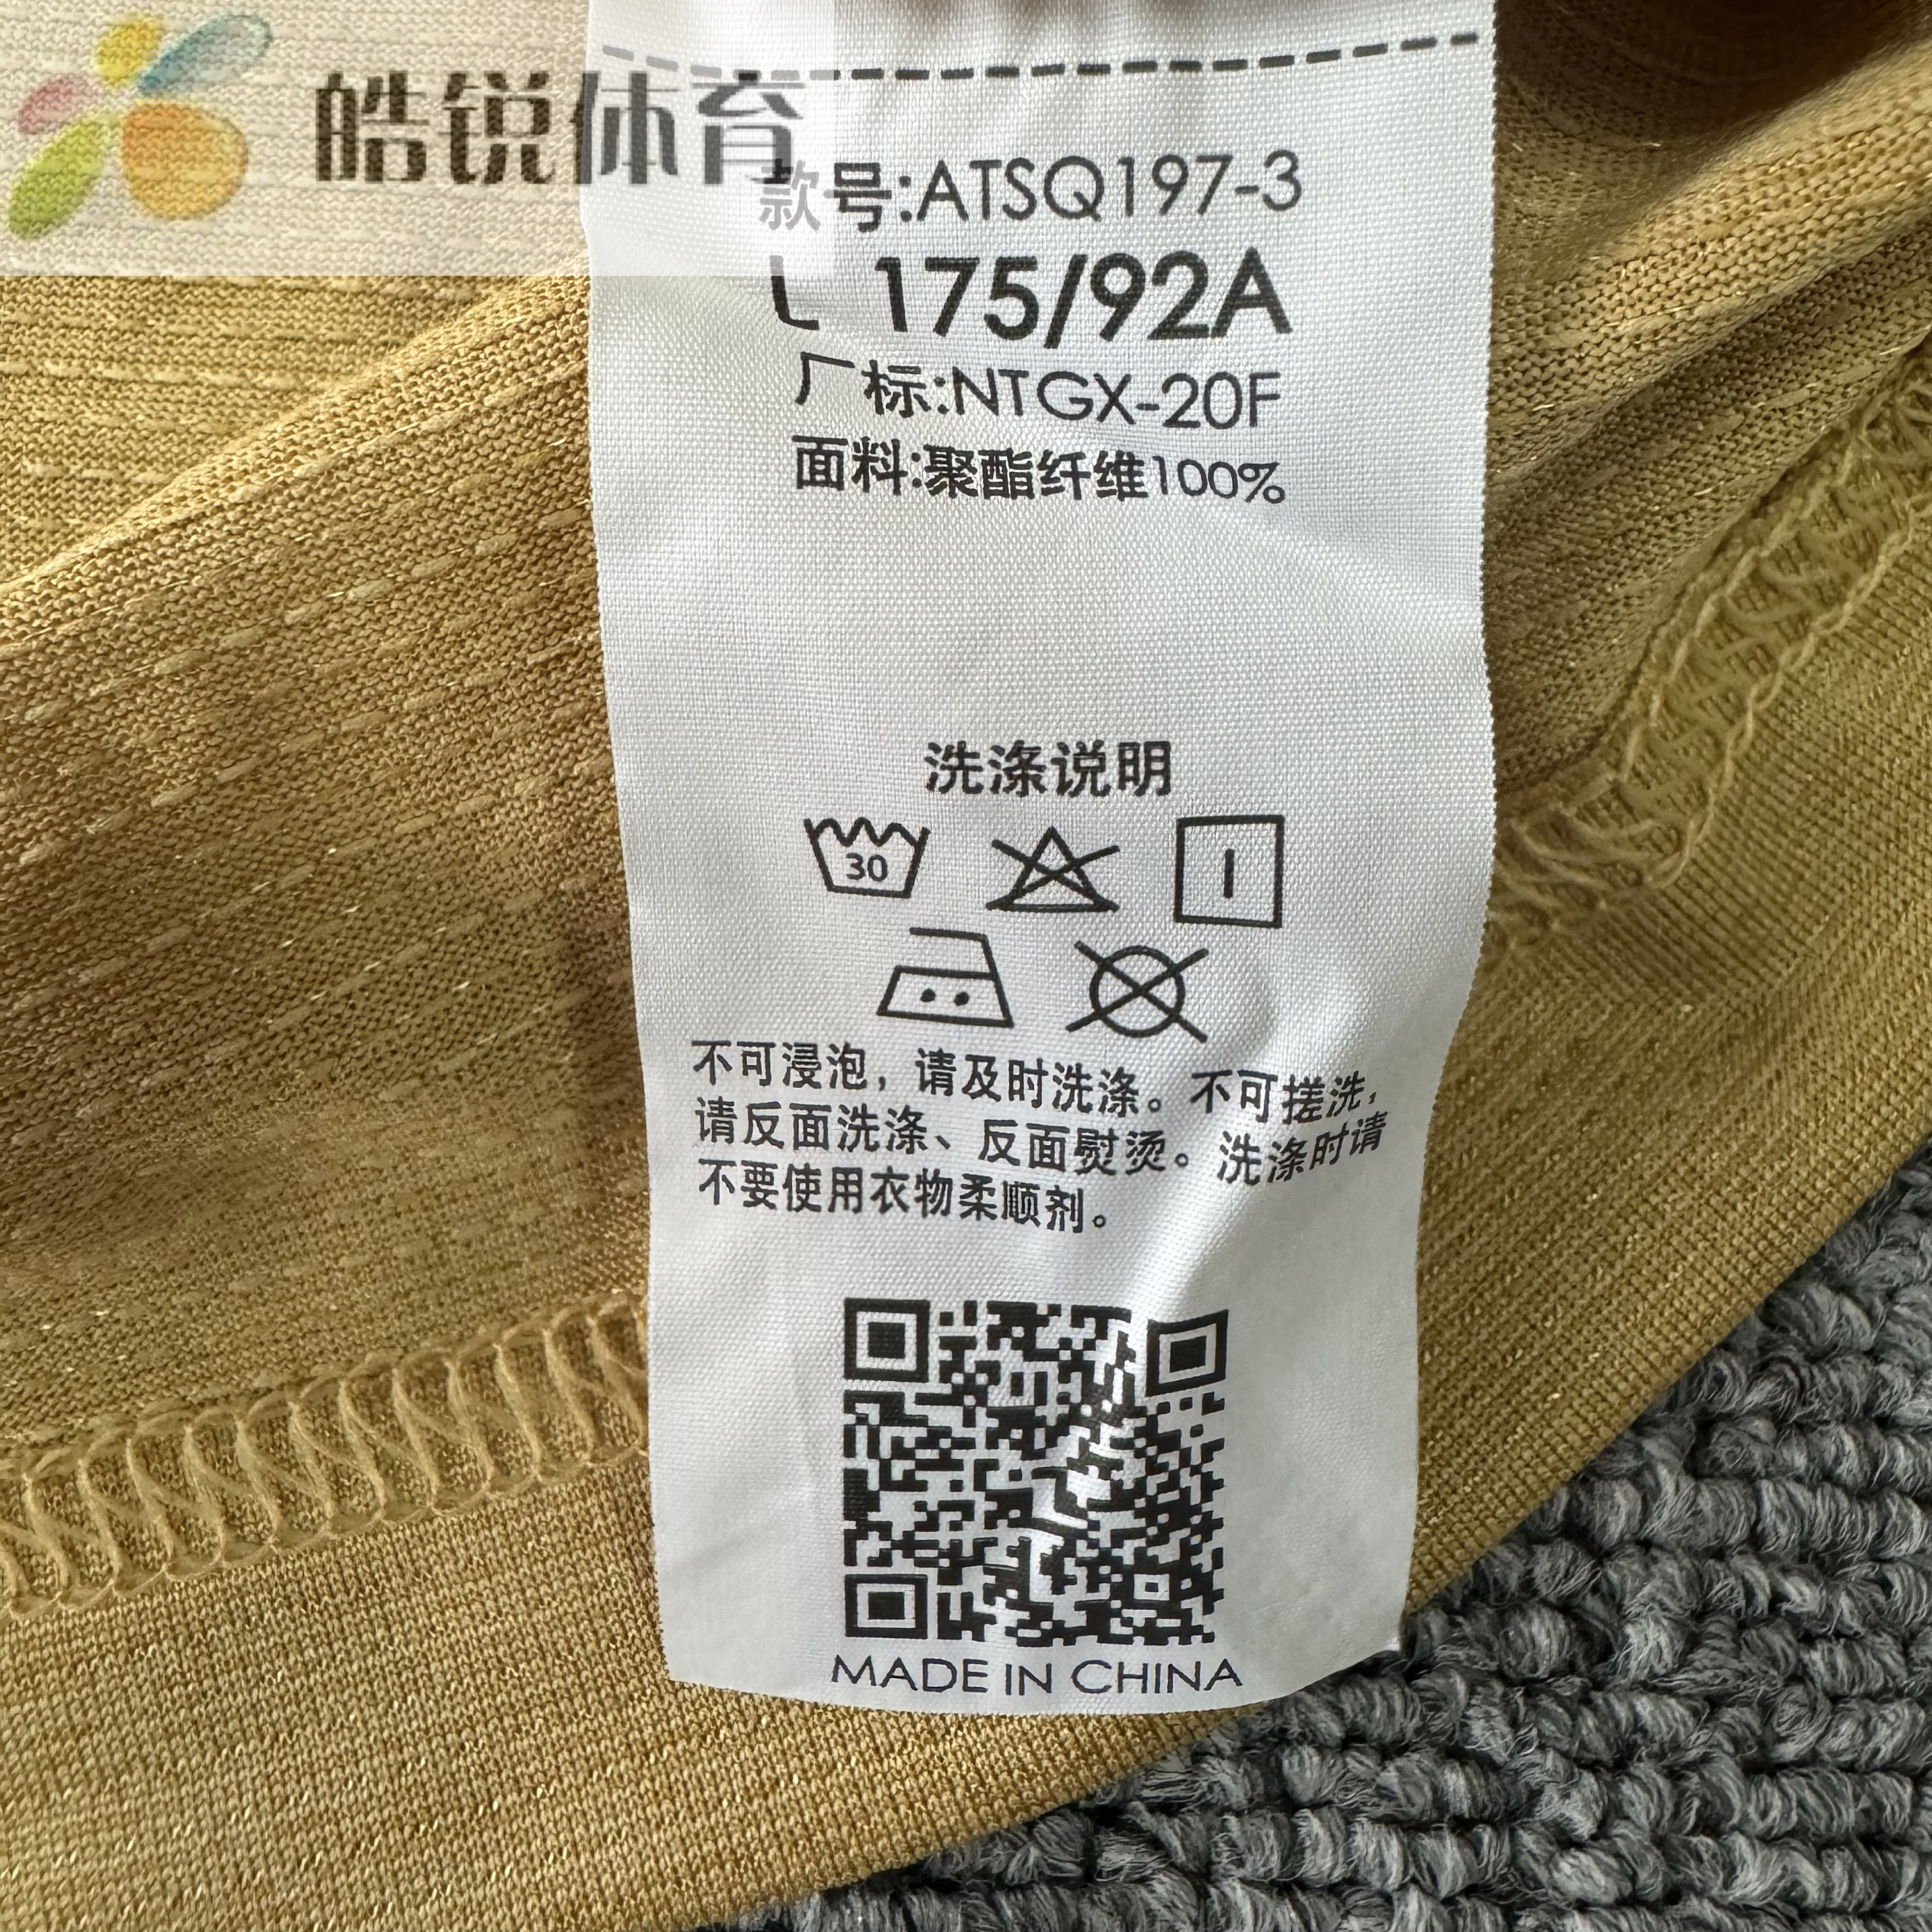 皓锐体育
款号:ATSQ197-3
L 175/92A
厂标:NTGX-20F
面料:聚酯纤维100%
洗涤说明
30
不可浸泡，请及时洗涤。不可搓洗，
请反面洗涤、反面熨烫。洗涤时请
不要使用衣物柔顺剂。
MADE IN CHINA